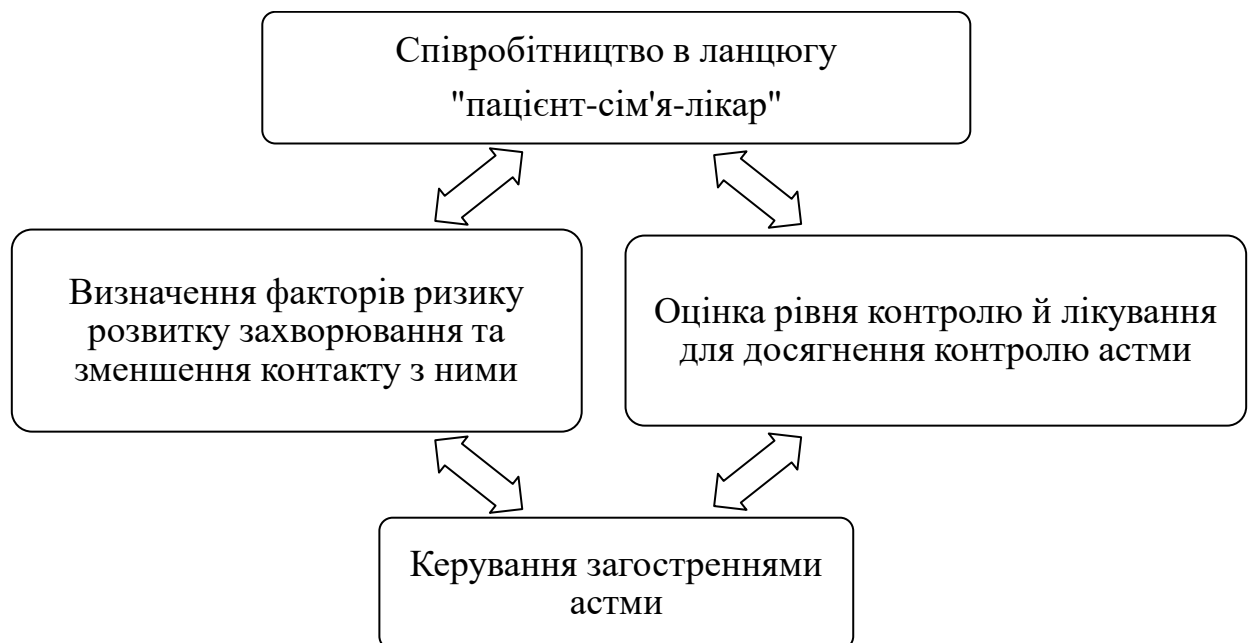 Співробітництво в ланцюгу
"пацієнт-сім'я-лікар"
Визначення факторів ризику
розвитку захворювання та
зменшення контакту з ними
Оцінка рівня контролю й лікування
для досягнення контролю астми
Керування загостреннями
астми